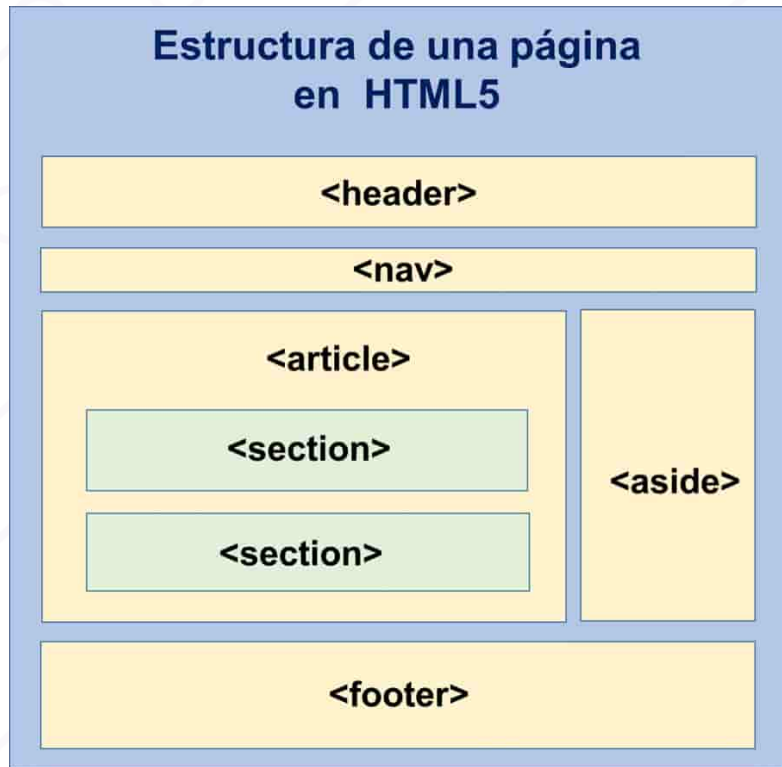 Estructura de una página
en HTML5
<header>
<nav>
<article>
<section>
<section>
<aside>
<footer>